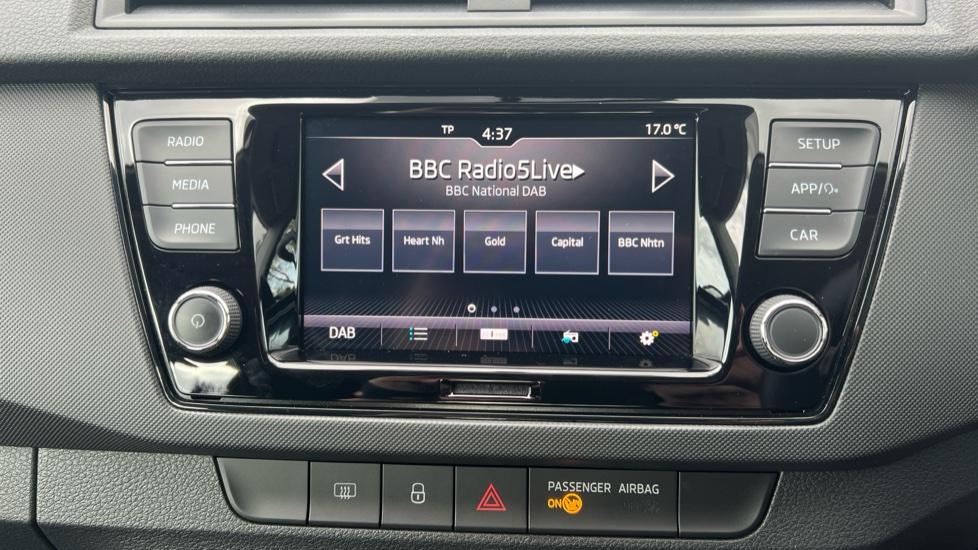 RADIO
MEDIA
PHONE
TP 4:37 17.0 °C
BBC Radio5Live
BBC National DAB
Grt Hits Heart Nh Gold Capital BBC Nhtn
DAB
SETUP
APP/
CAR
PASSENGER AIRBAG
ON